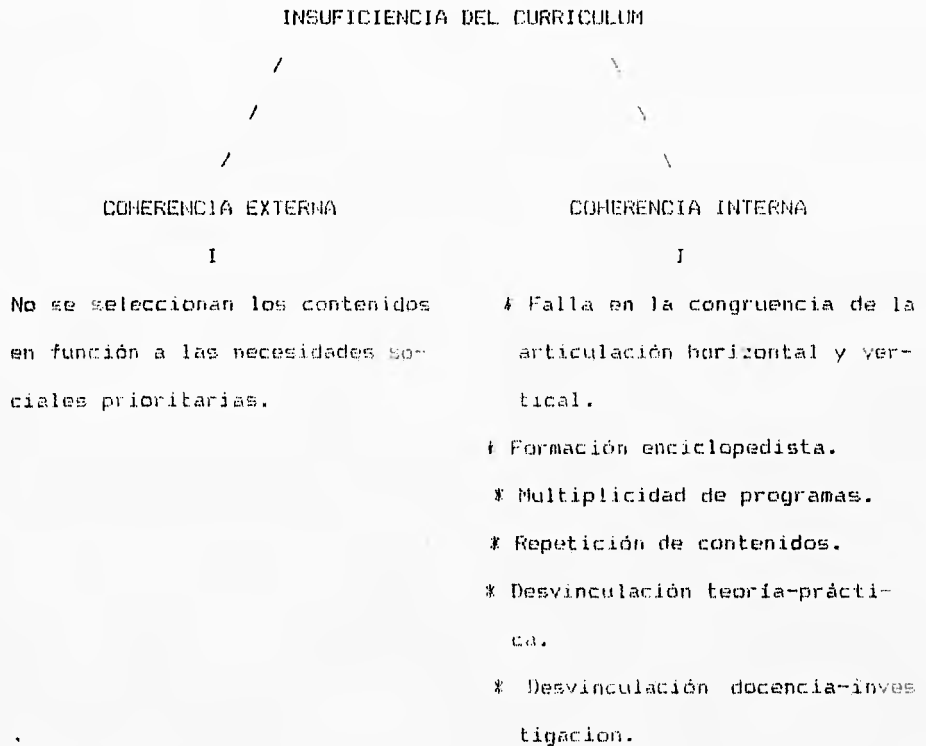 INSUFICIENCIA DEL CURRICULUM
/ \
/ \
/ \
COHERENCIA EXTERNA
I
No se seleccionan los contenidos
en función a las necesidades so-
ciales prioritarias.
COHERENCIA INTERNA
I
* Falla en la congruencia de la
articulación horizontal y ver-
tical.
* Formación enciclopedista.
* Multiplicidad de programas.
* Repetición de contenidos.
* Desvinculación teoría-prácti-
ca.
* Desvinculación docencia-inves
tigacion.